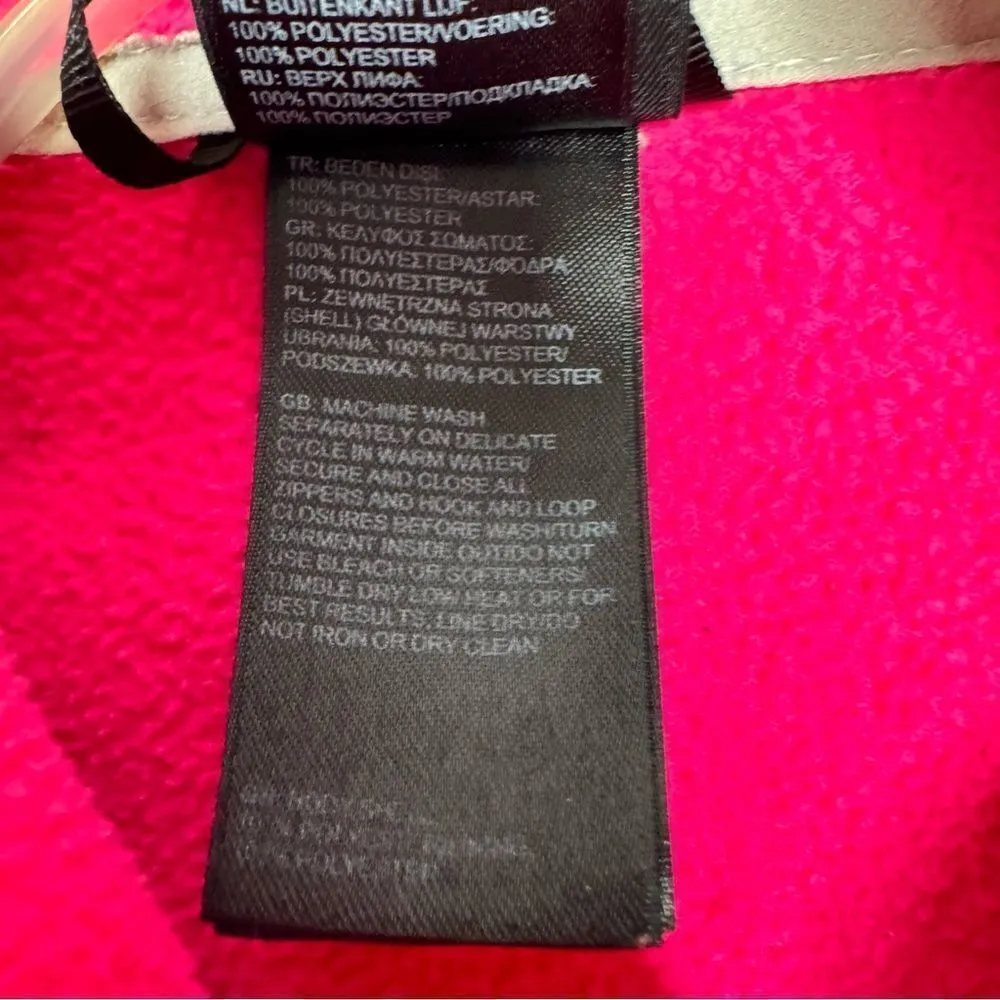 NL: BUITENKANT LIJF:
100% POLYESTER/VOERING:
100% POLYESTER
RU: ВЕРХ ЛИФА:
100% ПОЛИЭСТЕР/ПОДКЛАДКА:
100% ПОЛИЭСТЕР
TR: BEDEN DIŞI:
100% POLYESTER/ASTAR:
100% POLYESTER
GR: ΚΕΛΥΦΟΣ ΣΩΜΑΤΟΣ:
100% ΠΟΛΥΕΣΤΕΡΑΣ/ΦΟΔΡΑ:
100% ΠΟΛΥΕΣΤΕΡΑΣ
PL: ZEWNĘTRZNA STRONA
(SHELL) GŁÓWNEJ WARSTWY
UBRANIA: 100% POLYESTER/
PODSZEWKA: 100% POLYESTER
GB: MACHINE WASH
SEPARATELY ON DELICATE
CYCLE IN WARM WATER/
SECURE AND CLOSE ALL
ZIPPERS AND HOOK AND LOOP
CLOSURES BEFORE WASH/TURN
GARMENT INSIDE OUT/DO NOT
USE BLEACH OR SOFTENERS/
TUMBLE DRY LOW HEAT OR FOR
BEST RESULTS, LINE DRY/DO
NOT IRON OR DRY CLEAN